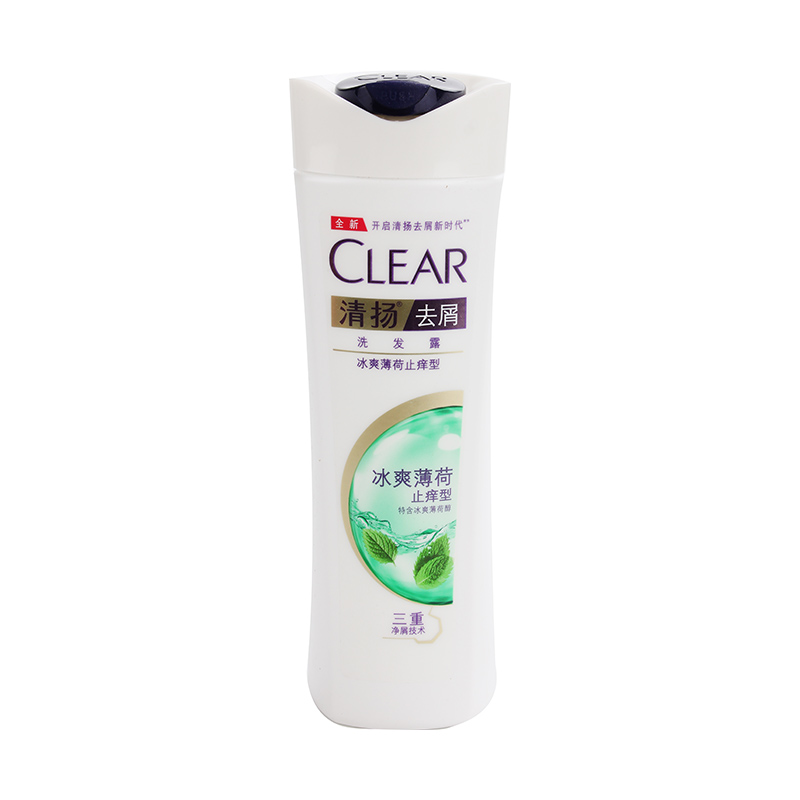 CLEAR
PUSH
全新 开启清扬去屑新时代**
CLEAR
清扬® 去屑
洗发露
冰爽薄荷止痒型
冰爽薄荷
止痒型
特含冰爽薄荷醇
三重
净屑技术